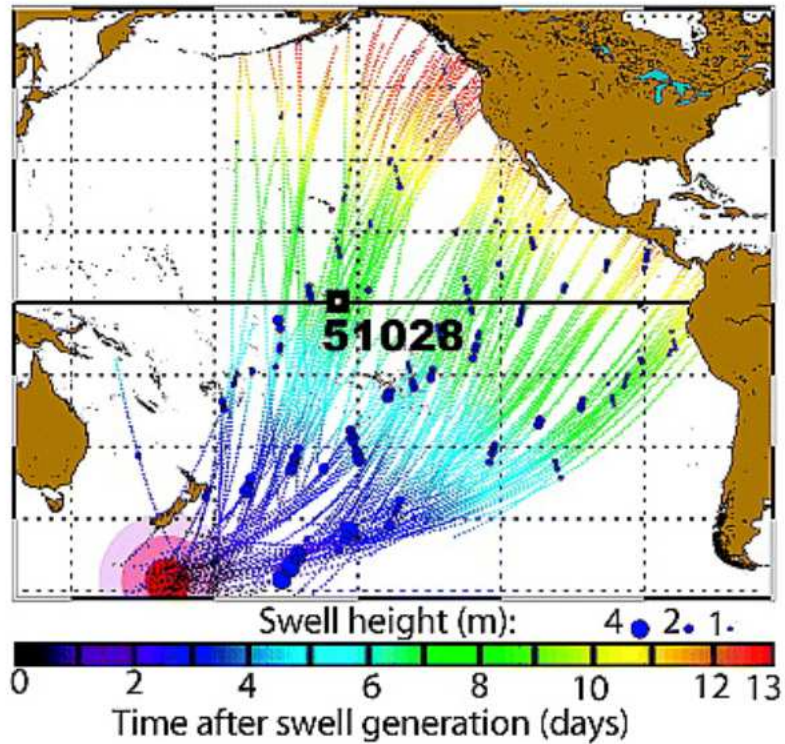 51028
Swell height (m): 4 2 1
0 2 4 6 8 10 12 13
Time after swell generation (days)